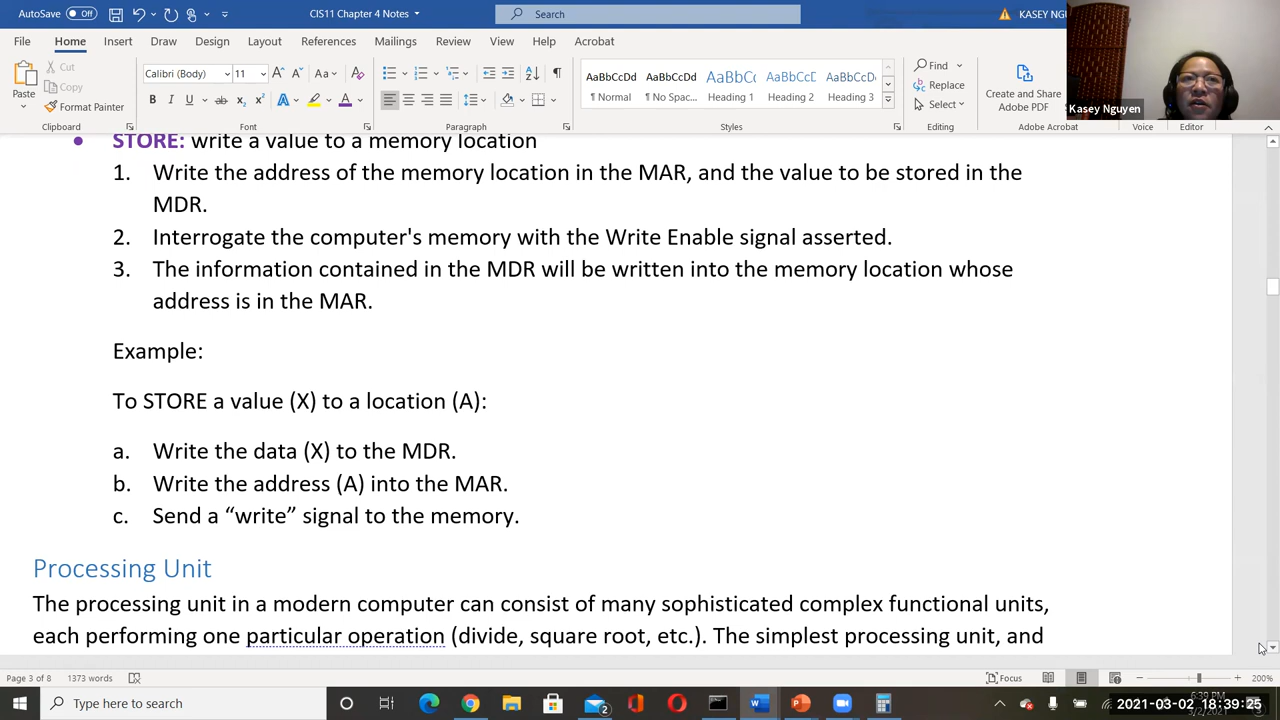 AutoSave Off CIS11 Chapter 4 Notes Search KASEY NGU
File Home Insert Draw Design Layout References Mailings Review View Help Acrobat
Paste Cut Copy Format Painter
Calibri (Body) 11
AaBbCcDd AaBbCcDd AaBbC AaBbCcD AaBbCcD
¶ Normal ¶ No Spac... Heading 1 Heading 2 Heading 3
Find Replace Select
Create and Share Adobe PDF
Kasey Nguyen
Clipboard Font Paragraph Styles Editing Adobe Acrobat Voice Editor
• STORE: write a value to a memory location
1. Write the address of the memory location in the MAR, and the value to be stored in the
MDR.
2. Interrogate the computer's memory with the Write Enable signal asserted.
3. The information contained in the MDR will be written into the memory location whose
address is in the MAR.
Example:
To STORE a value (X) to a location (A):
a. Write the data (X) to the MDR.
b. Write the address (A) into the MAR.
c. Send a “write” signal to the memory.
Processing Unit
The processing unit in a modern computer can consist of many sophisticated complex functional units,
each performing one particular operation (divide, square root, etc.). The simplest processing unit, and
Page 3 of 8 1373 words Focus 200%
Type here to search 2 6:39 PM
2021-03-02 18:39:25